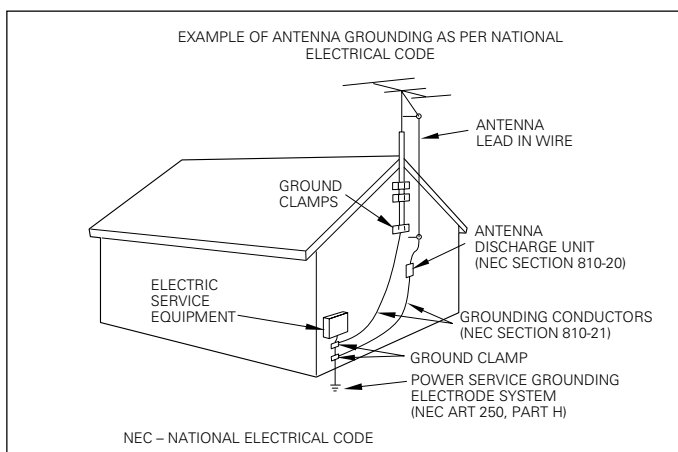 EXAMPLE OF ANTENNA GROUNDING AS PER NATIONAL
ELECTRICAL CODE
ANTENNA
LEAD IN WIRE
GROUND
CLAMPS
ANTENNA
DISCHARGE UNIT
(NEC SECTION 810-20)
ELECTRIC
SERVICE
EQUIPMENT
GROUNDING CONDUCTORS
(NEC SECTION 810-21)
GROUND CLAMP
POWER SERVICE GROUNDING
ELECTRODE SYSTEM
(NEC ART 250, PART H)
NEC – NATIONAL ELECTRICAL CODE